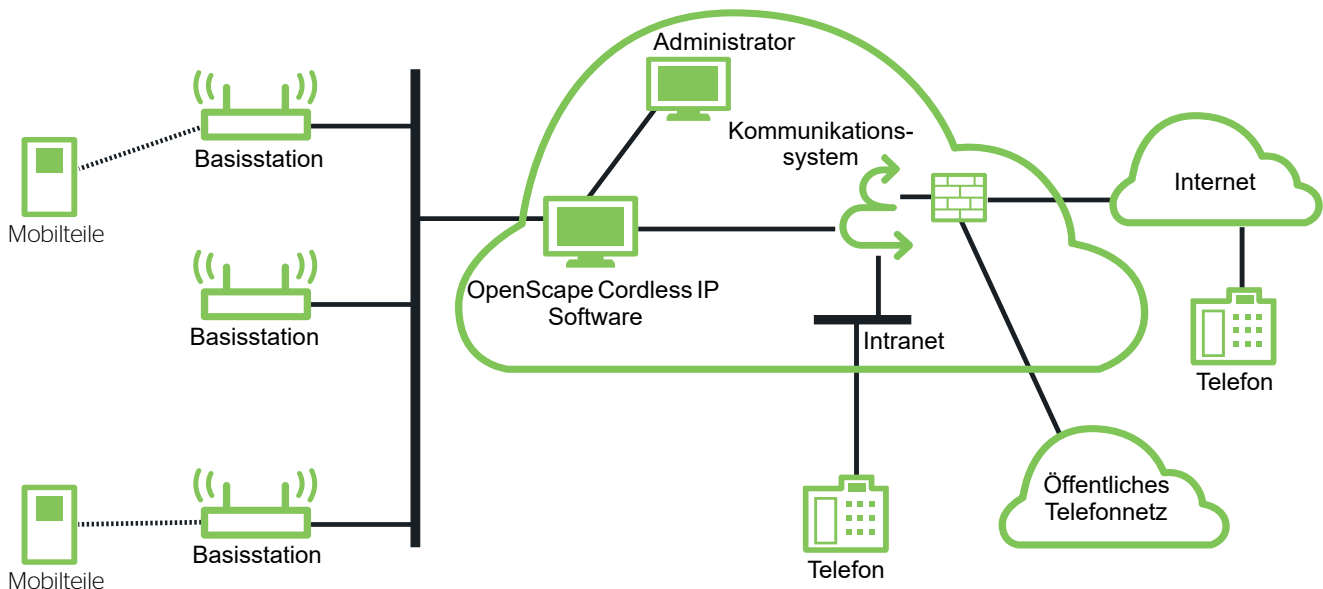 Administrator
Kommunikations-
system
Basisstation
Mobilteile
Internet
OpenScape Cordless IP
Software
Basisstation
Intranet
Telefon
Öffentliches
Telefonnetz
Basisstation
Telefon
Mobilteile